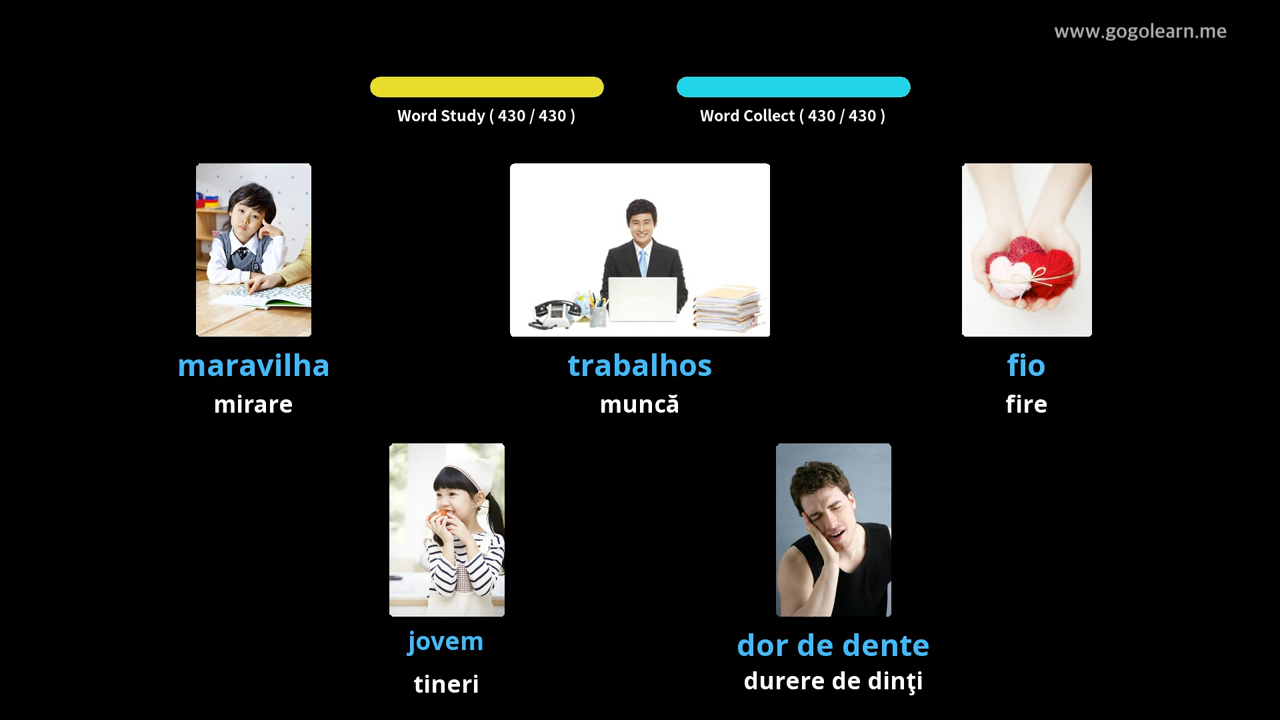 www.gogolearn.me
Word Study ( 430 / 430 )
Word Collect ( 430 / 430 )
maravilha
mirare
trabalhos
muncă
fio
fire
jovem
tineri
dor de dente
durere de dinţi